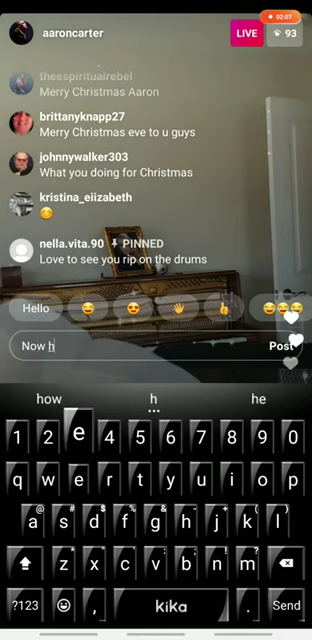 02:07
aaroncarter
LIVE
93
theespiritualrebel
Merry Christmas Aaron
brittanyknapp27
Merry Christmas eve to u guys
johnnywalker303
What you doing for Christmas
kristina_eiizabeth
nella.vita.90 PINNED
Love to see you rip on the drums
Hello
Now h
Post
how h he
1 2 e 4 5 6 7 8 9 0
q w e r t y u i o p
@ # $ % & - + ( )
a s d f g h j k l
z x c v b n m
?123 , kika . Send